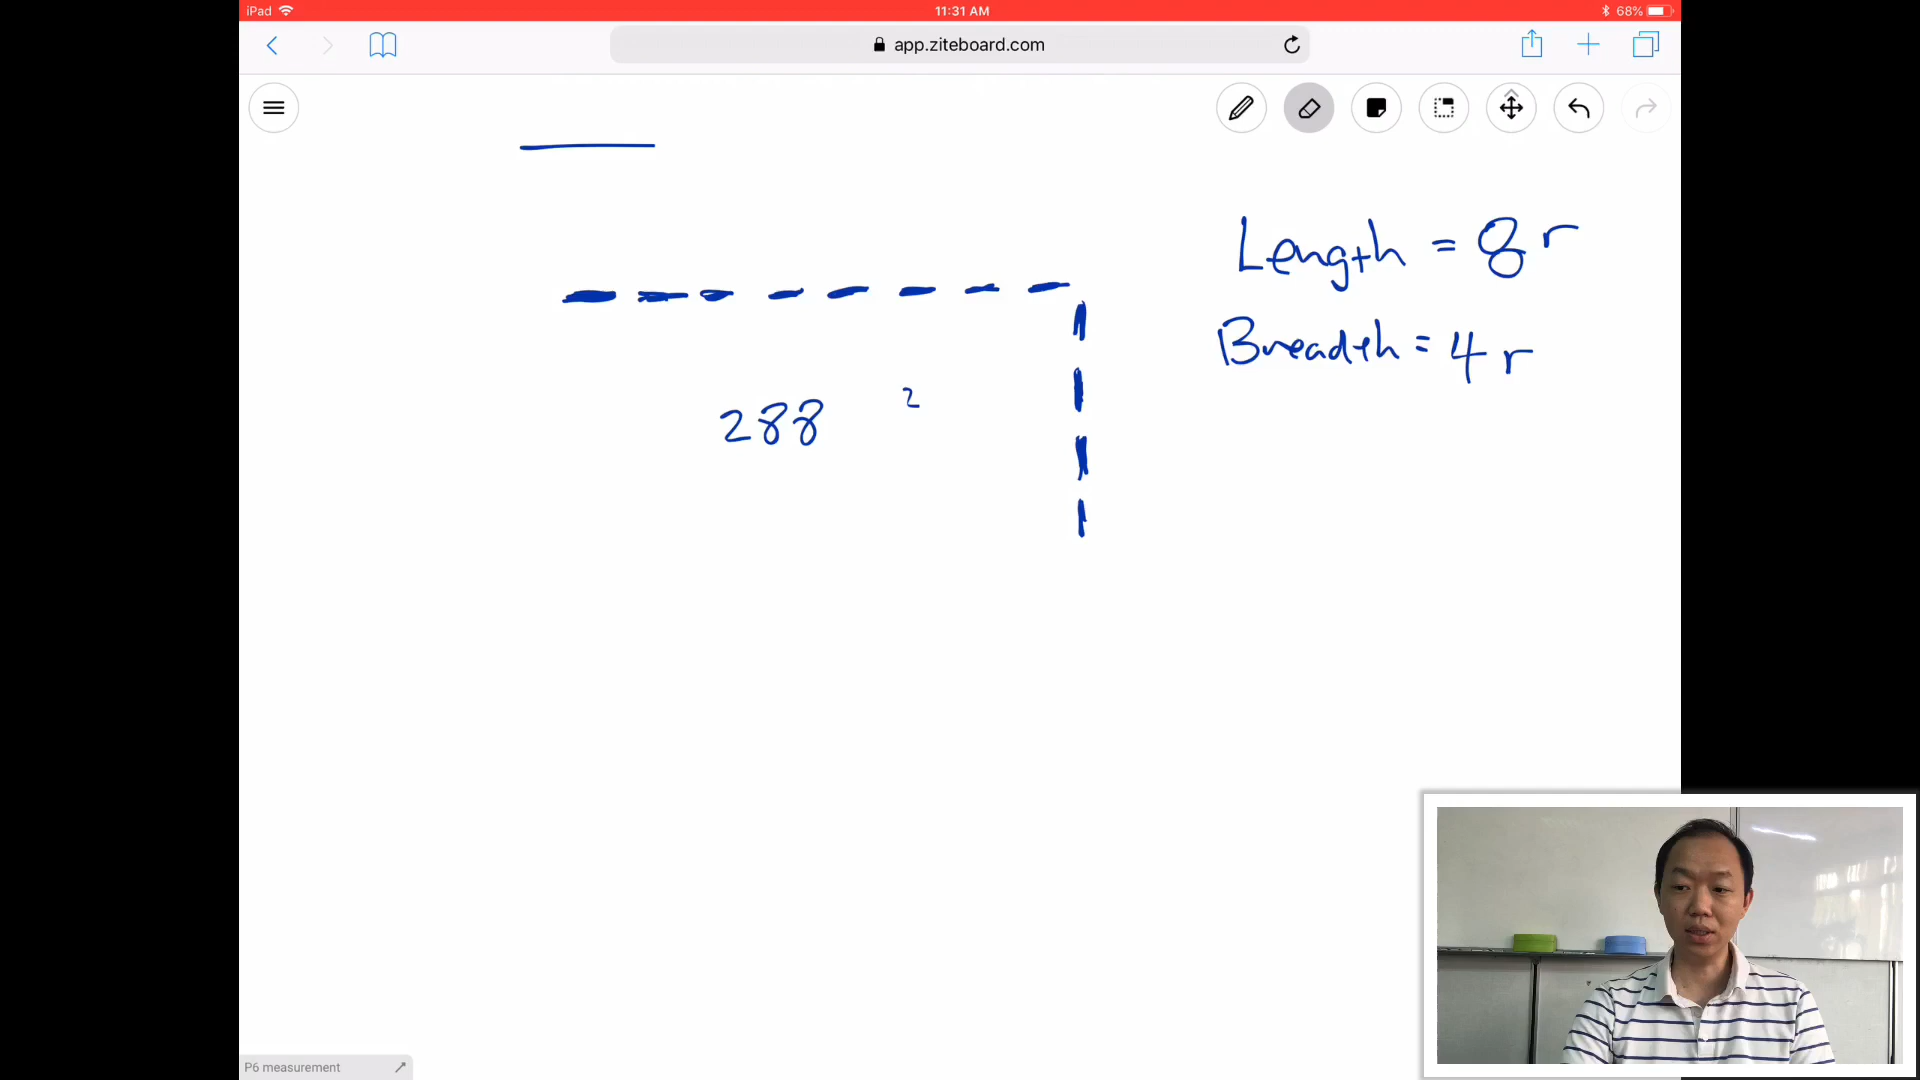 iPad
11:31 AM
68%
app.ziteboard.com
Length = 8r
Breadth = 4r
288 2
P6 measurement